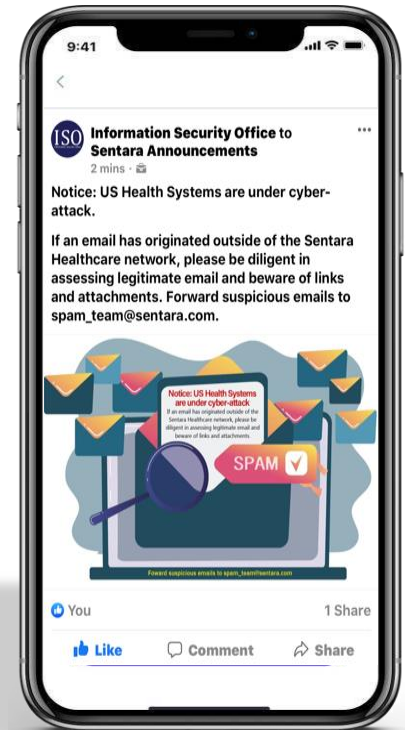 9:41
ISO
Information Security Office to
Sentara Announcements
2 mins ·
Notice: US Health Systems are under cyber-
attack.
If an email has originated outside of the Sentara
Healthcare network, please be diligent in
assessing legitimate email and beware of links
and attachments. Forward suspicious emails to
spam_team@sentara.com.
Notice: US Health Systems
are under cyber-attack
If an email has originated outside of the
Sentara Healthcare network, please be
diligent in assessing legitimate email and
beware of links and attachments.
SPAM
Foward suspicious emails to spam_team@sentara.com
You
1 Share
Like
Comment
Share